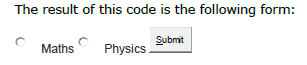 The result of this code is the following form:
Maths Physics Submit